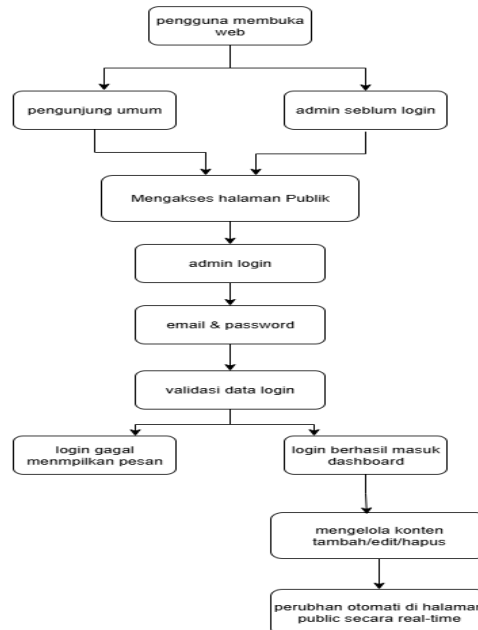 pengguna membuka
web
pengunjung umum
admin seblum login
Mengakses halaman Publik
admin login
email & password
validasi data login
login gagal
menmpilkan pesan
login berhasil masuk
dashboard
mengelola konten
tambah/edit/hapus
perubhan otomati di halaman
public secara real-time